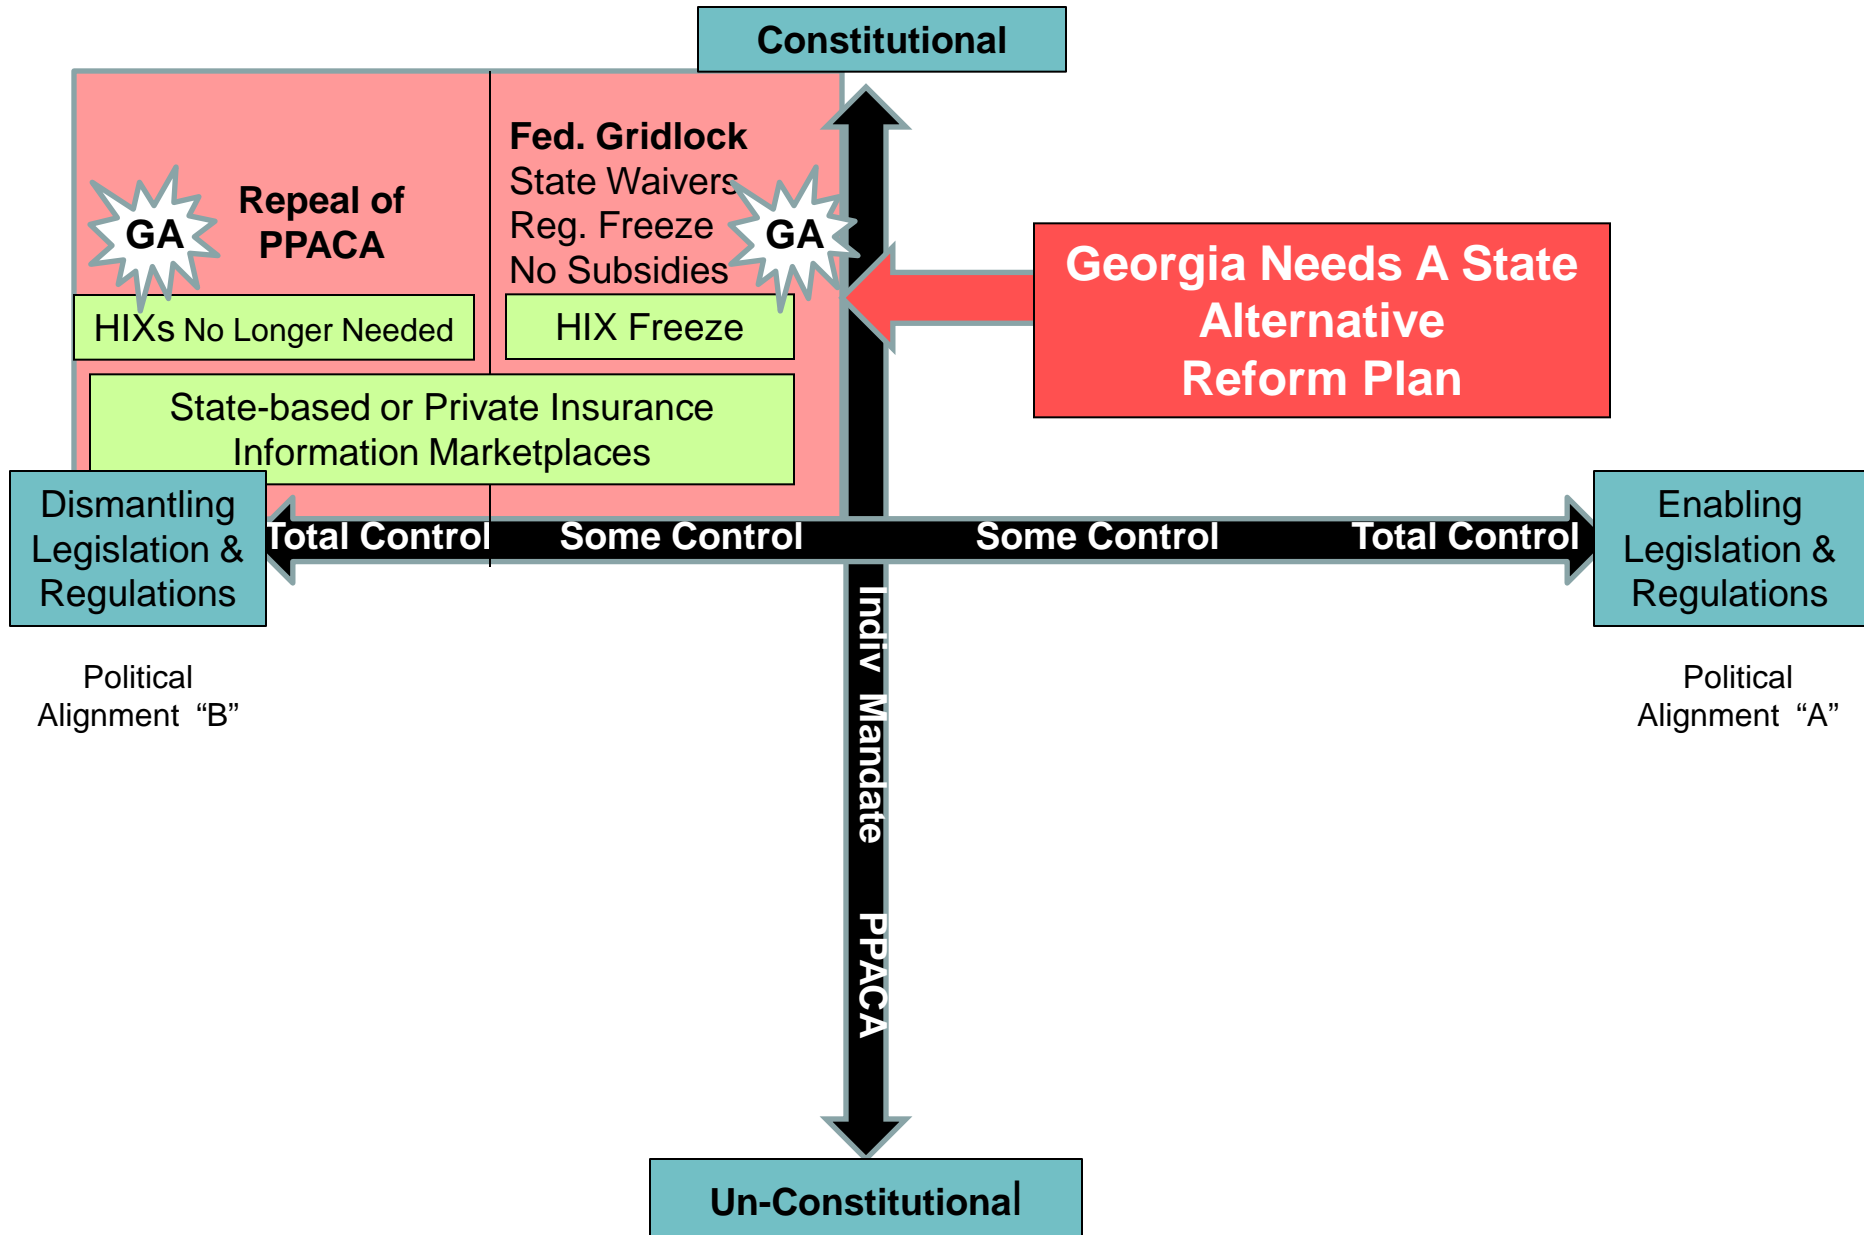 Constitutional
GA
Repeal of
PPACA
HIXs No Longer Needed
Fed. Gridlock
State Waivers
Reg. Freeze
No Subsidies
GA
HIX Freeze
State-based or Private Insurance
Information Marketplaces
Georgia Needs A State
Alternative
Reform Plan
Dismantling
Legislation &
Regulations
Total Control
Some Control
Some Control
Total Control
Enabling
Legislation &
Regulations
Political
Alignment “B”
Indiv Mandate PPACA
Political
Alignment “A”
Un-Constitutional